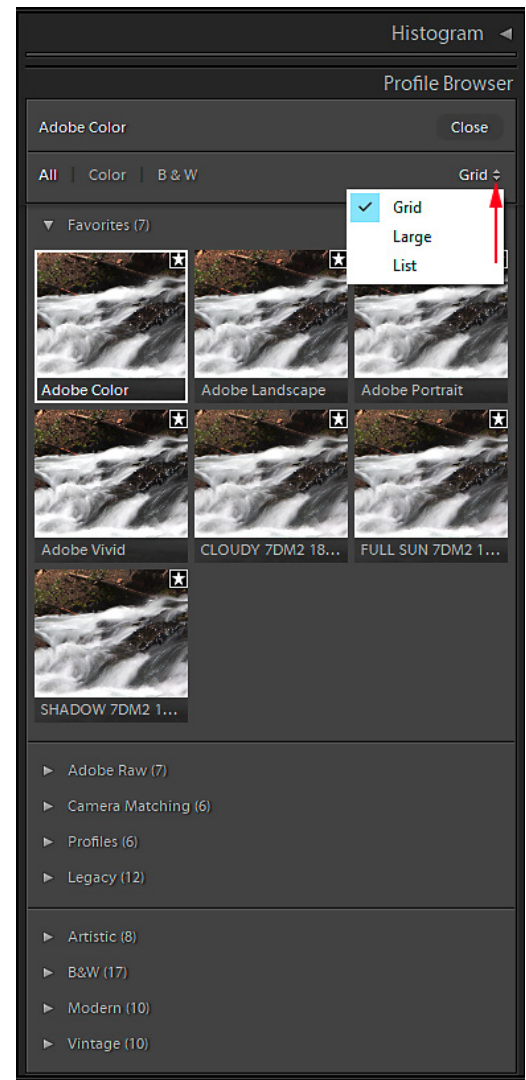 Histogram
Profile Browser
Adobe Color Close
All Color B & W Grid
Grid
Large
List
Favorites (7)
Adobe Color Adobe Landscape Adobe Portrait
Adobe Vivid CLOUDY 7DM2 18... FULL SUN 7DM2 1...
SHADOW 7DM2 1...
Adobe Raw (7)
Camera Matching (6)
Profiles (6)
Legacy (12)
Artistic (8)
B&W (17)
Modern (10)
Vintage (10)